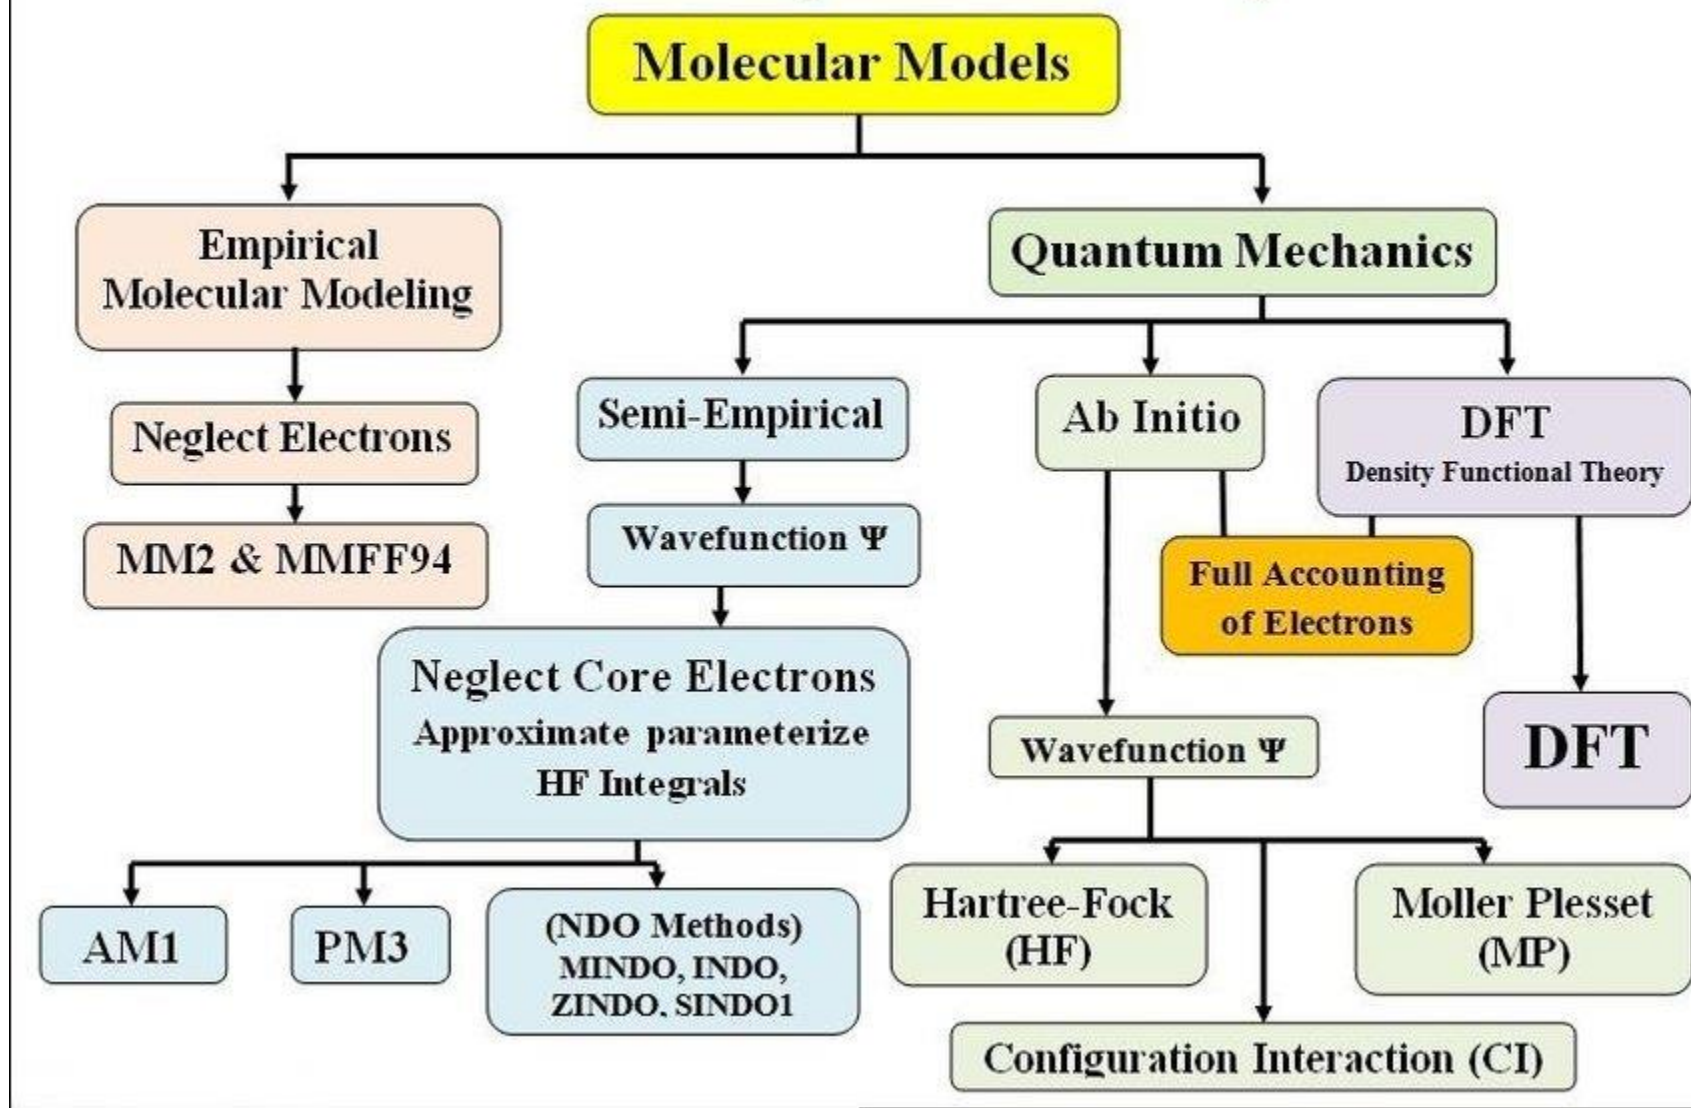 Molecular Models
Empirical
Molecular Modeling
Quantum Mechanics
Neglect Electrons
MM2 & MMFF94
Semi-Empirical
Wavefunction Ψ
Neglect Core Electrons
Approximate parameterize
HF Integrals
AM1
PM3
(NDO Methods)
MINDO, INDO,
ZINDO, SINDO1
Ab Initio
DFT
Density Functional Theory
Full Accounting
of Electrons
Wavefunction Ψ
DFT
Hartree-Fock
(HF)
Moller Plesset
(MP)
Configuration Interaction (CI)